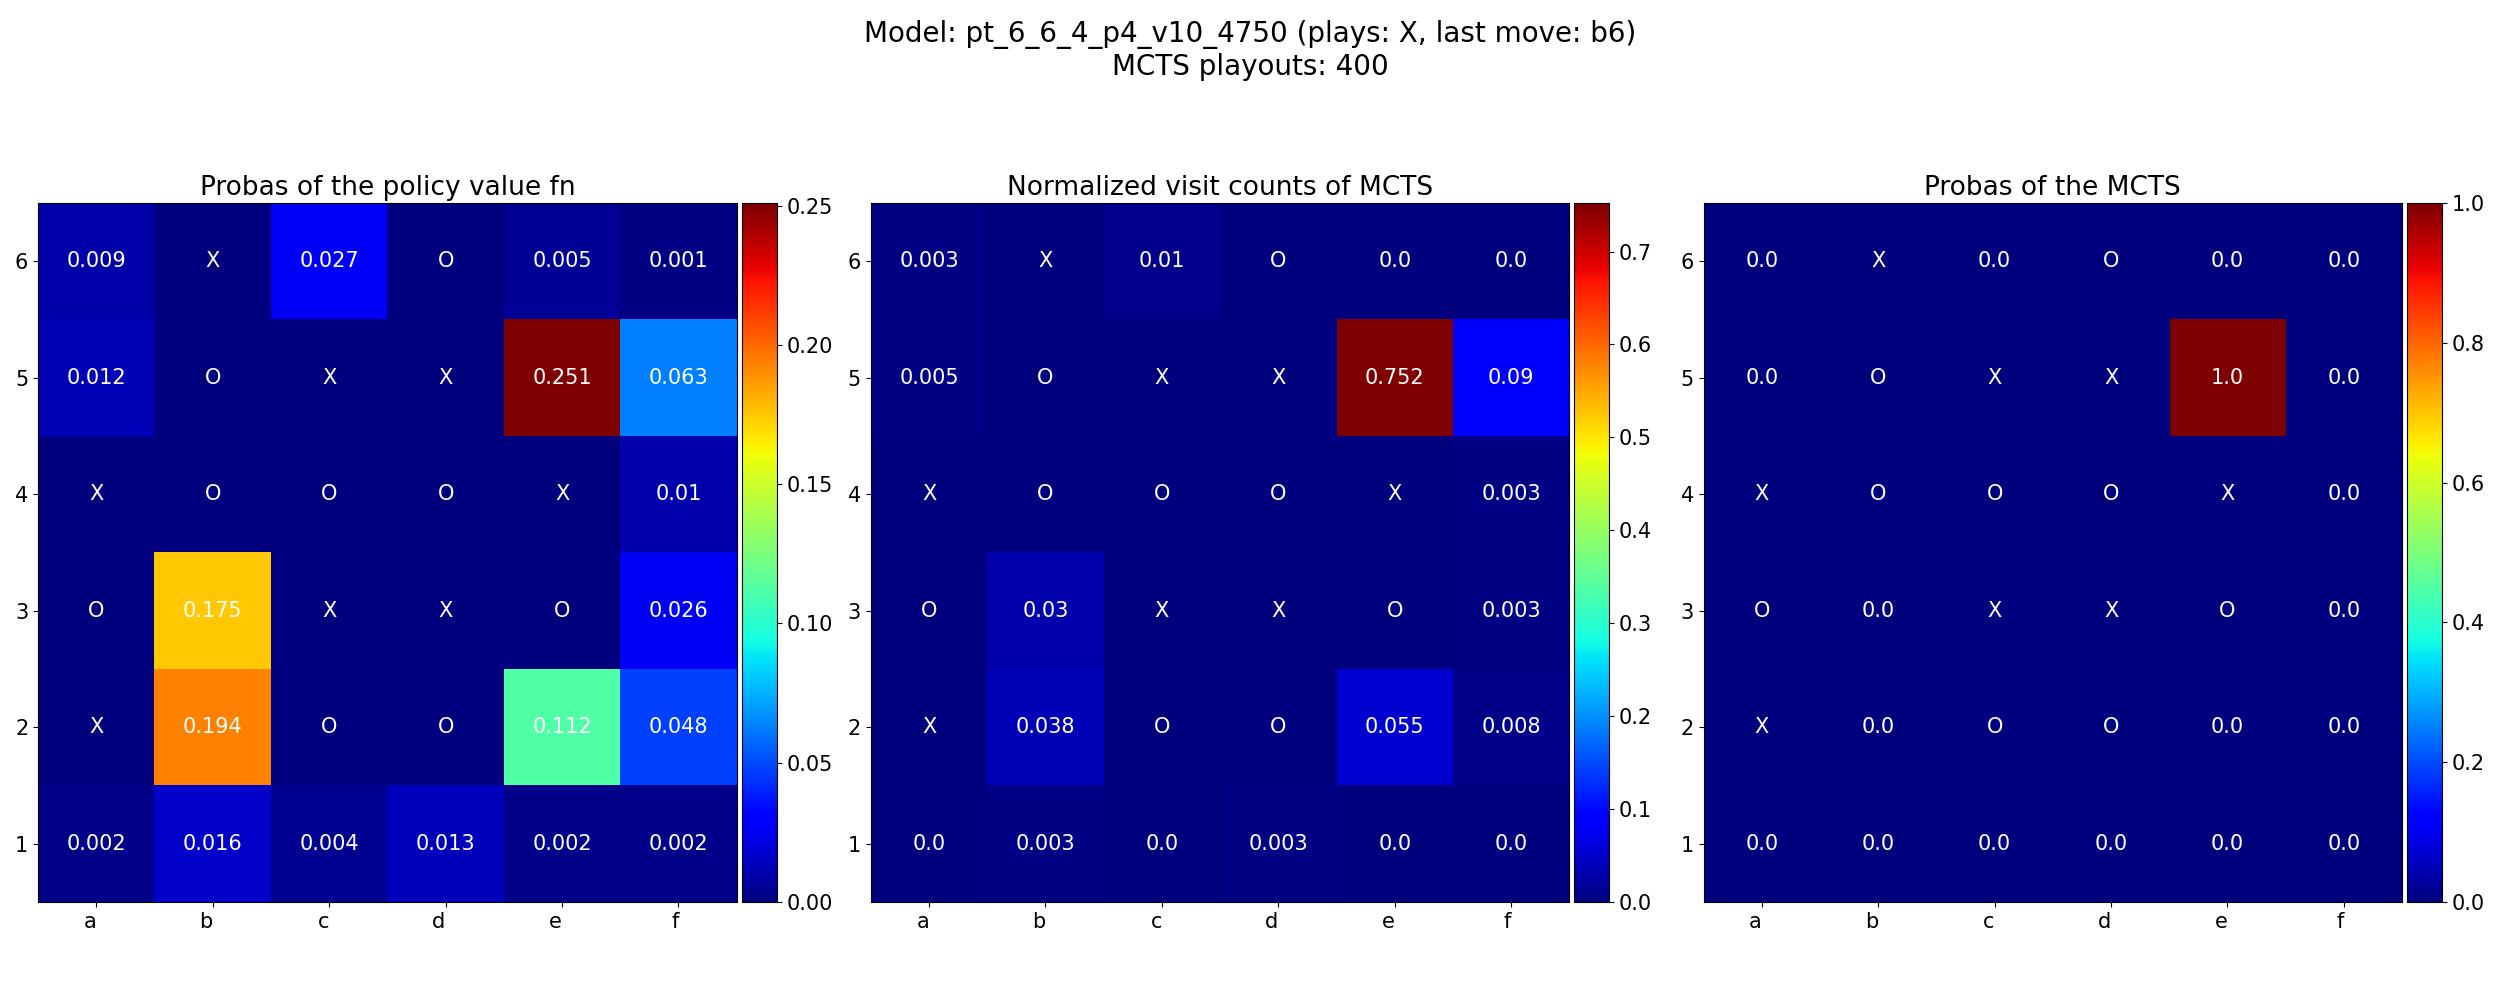 Model: pt_6_6_4_p4_v10_4750 (plays: X, last move: b6)
MCTS playouts: 400
Probas of the policy value fn
6 0.009 X 0.027 O 0.005 0.001
5 0.012 O X X 0.251 0.063
4 X O O O X 0.01
3 O 0.175 X X O 0.026
2 X 0.194 O O 0.112 0.048
1 0.002 0.016 0.004 0.013 0.002 0.002
a b c d e f
0.25
0.20
0.15
0.10
0.05
0.00
Normalized visit counts of MCTS
6 0.003 X 0.01 O 0.0 0.0
5 0.005 O X X 0.752 0.09
4 X O O O X 0.003
3 O 0.03 X X O 0.003
2 X 0.038 O O 0.055 0.008
1 0.0 0.003 0.0 0.003 0.0 0.0
a b c d e f
0.7
0.6
0.5
0.4
0.3
0.2
0.1
0.0
Probas of the MCTS
6 0.0 X 0.0 O 0.0 0.0
5 0.0 O X X 1.0 0.0
4 X O O O X 0.0
3 O 0.0 X X O 0.0
2 X 0.0 O O 0.0 0.0
1 0.0 0.0 0.0 0.0 0.0 0.0
a b c d e f
1.0
0.8
0.6
0.4
0.2
0.0